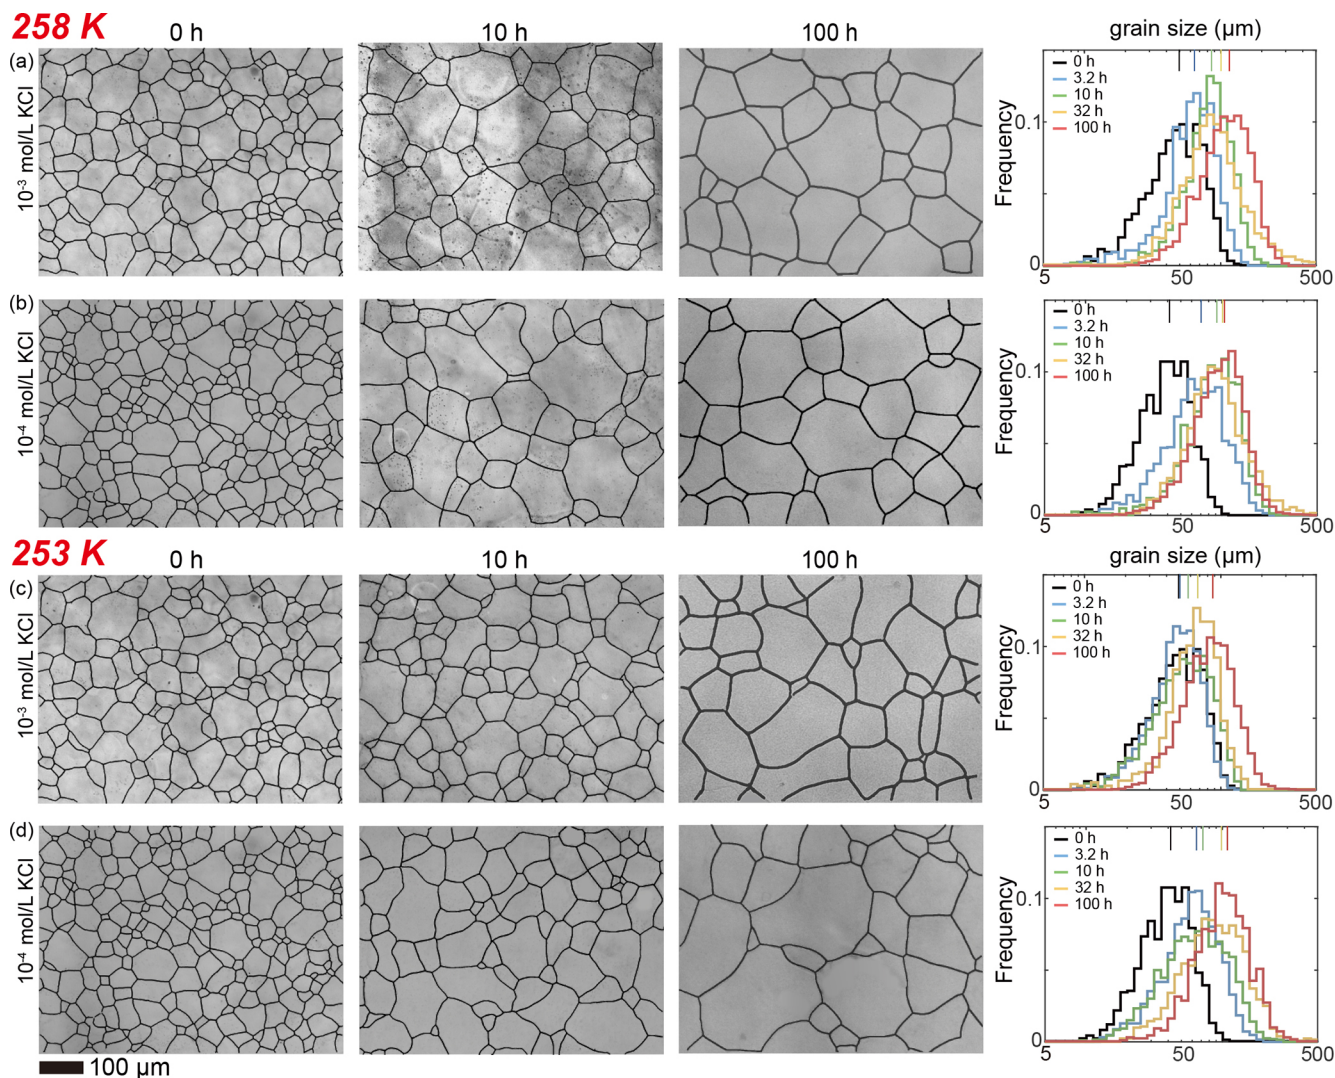 258 K
0 h 10 h 100 h grain size (µm)
(a)
10⁻³ mol/L KCl
Frequency
0.1
0
0 h
3.2 h
10 h
32 h
100 h
5 50 500
(b)
10⁻⁴ mol/L KCl
Frequency
0.1
0
0 h
3.2 h
10 h
32 h
100 h
5 50 500
253 K
0 h 10 h 100 h grain size (µm)
(c)
10⁻³ mol/L KCl
Frequency
0.1
0
0 h
3.2 h
10 h
32 h
100 h
5 50 500
(d)
10⁻⁴ mol/L KCl
Frequency
0.1
0
0 h
3.2 h
10 h
32 h
100 h
5 50 500
100 µm